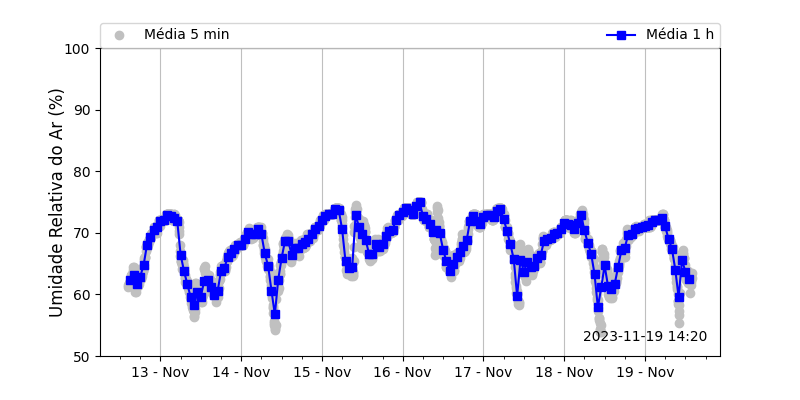 Média 5 min
Média 1 h
Umidade Relativa do Ar (%)
100
90
80
70
60
50
2023-11-19 14:20
13 - Nov
14 - Nov
15 - Nov
16 - Nov
17 - Nov
18 - Nov
19 - Nov